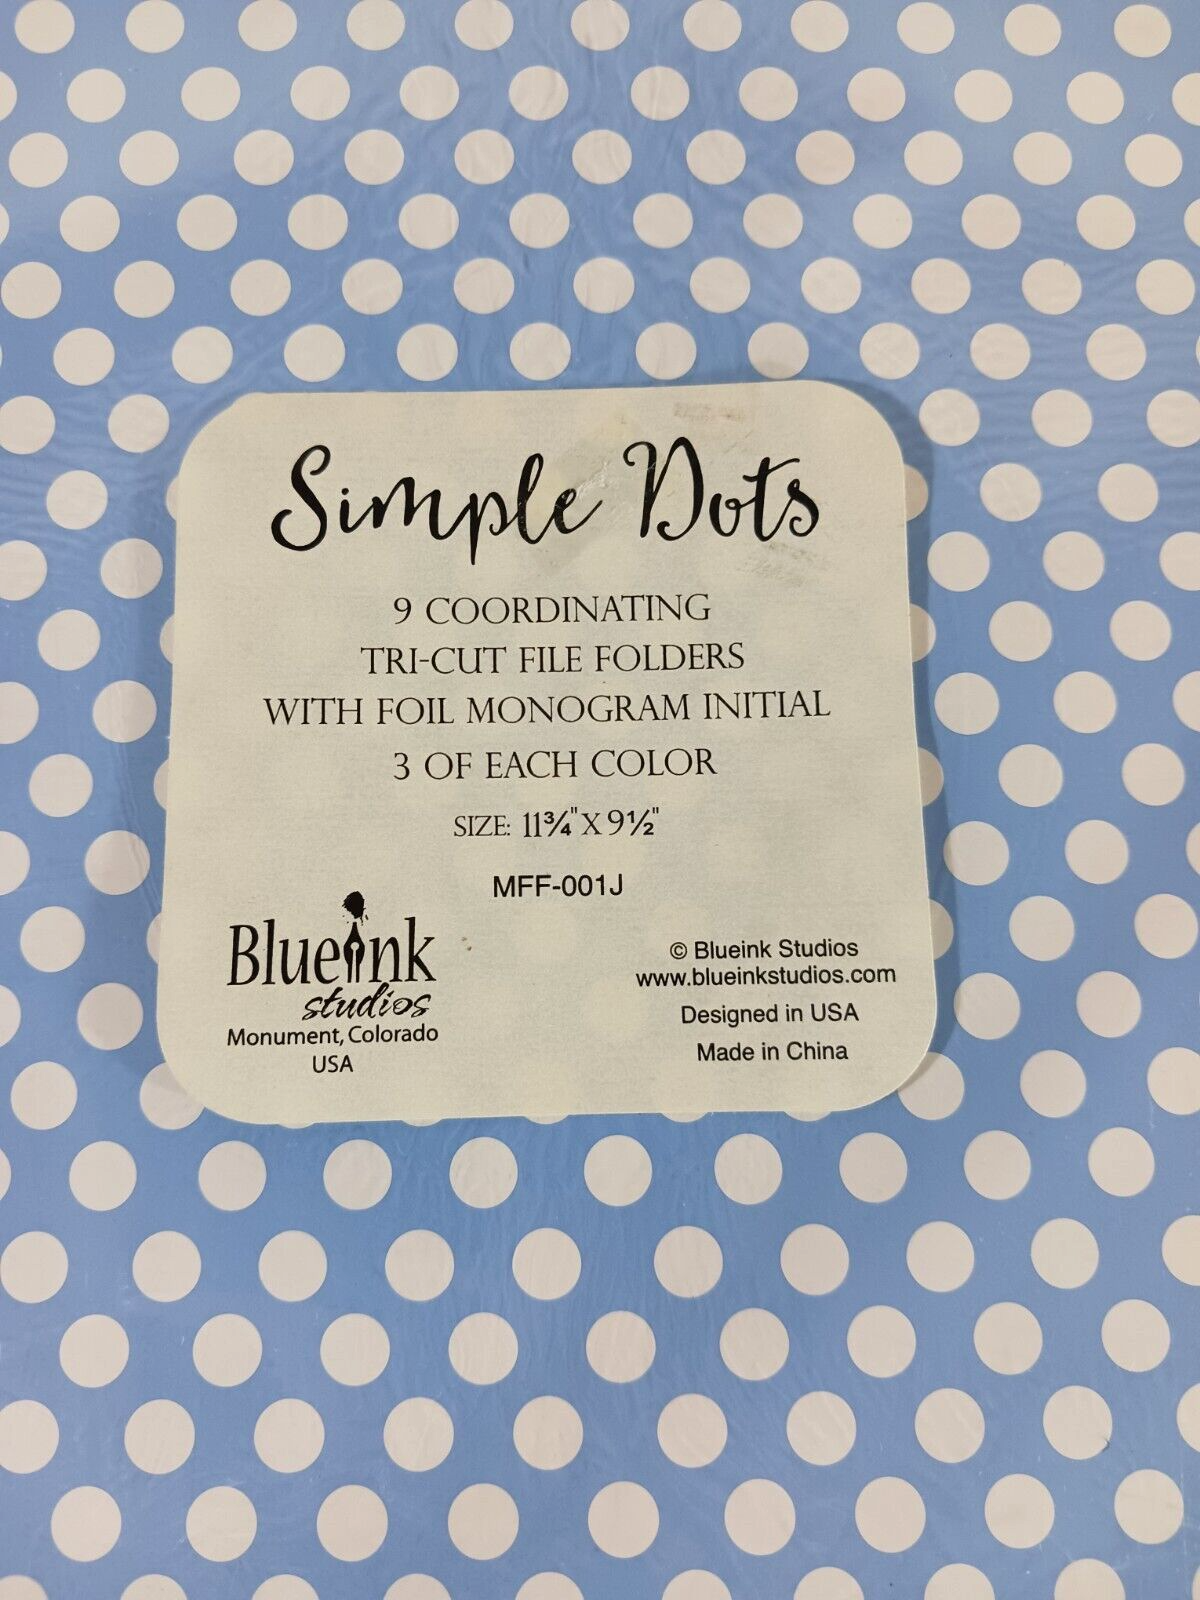 Simple Dots
9 COORDINATING
TRI-CUT FILE FOLDERS
WITH FOIL MONOGRAM INITIAL
3 OF EACH COLOR
SIZE: 11¾" X 9½"
MFF-001J
Blueink
studios
Monument, Colorado
USA
© Blueink Studios
www.blueinkstudios.com
Designed in USA
Made in China